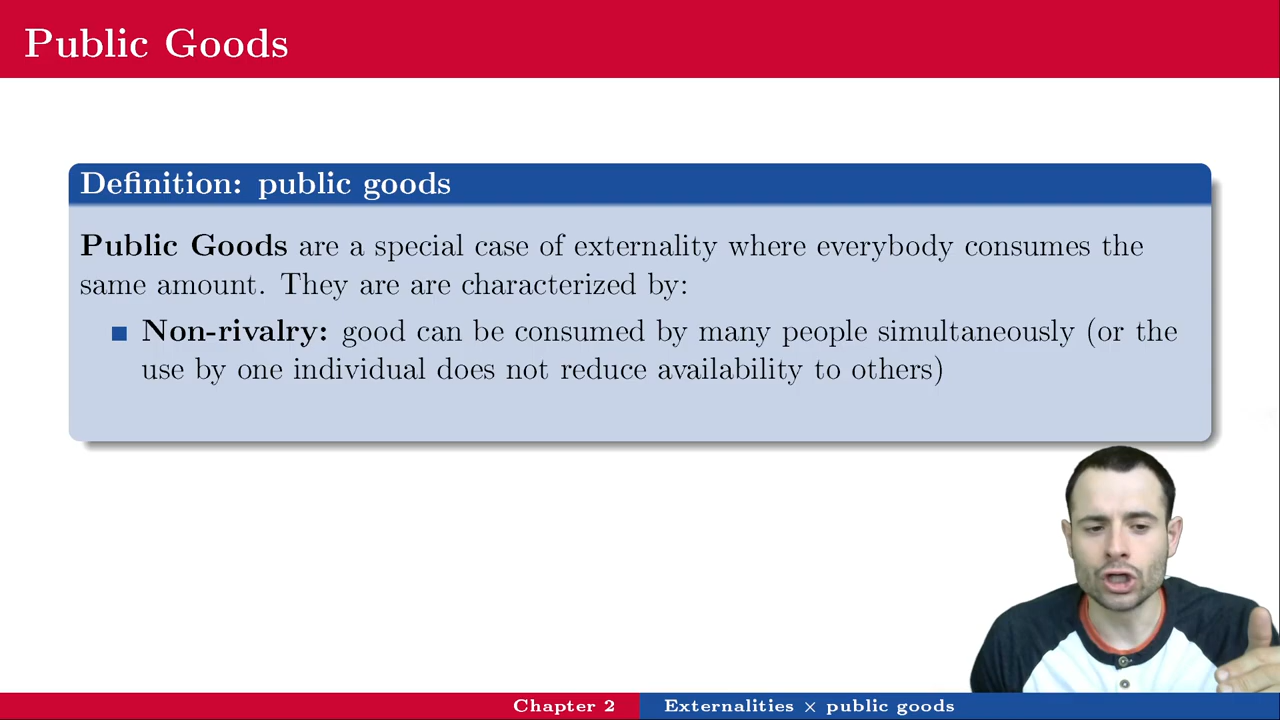 Public Goods
Definition: public goods
Public Goods are a special case of externality where everybody consumes the
same amount. They are are characterized by:
Non-rivalry: good can be consumed by many people simultaneously (or the
use by one individual does not reduce availability to others)
Chapter 2
Externalities × public goods